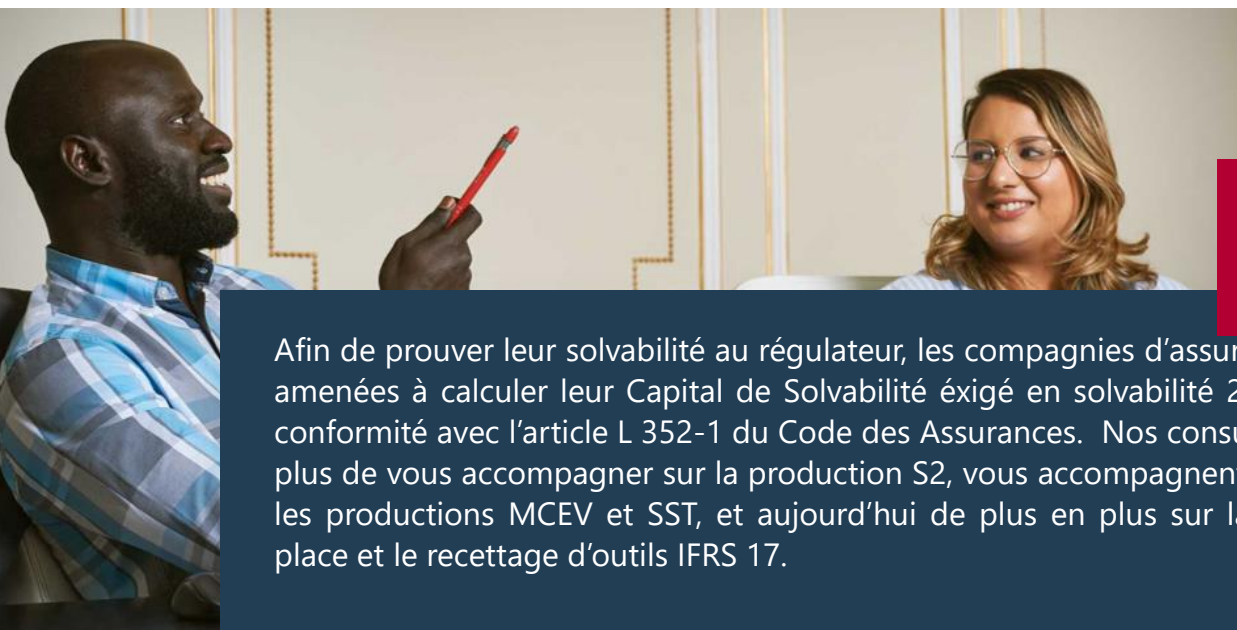 Afin de prouver leur solvabilité au régulateur, les compagnies d'assur
amenées à calculer leur Capital de Solvabilité éxigé en solvabilité 2
conformité avec l'article L 352-1 du Code des Assurances. Nos consu
plus de vous accompagner sur la production S2, vous accompagnent
les productions MCEV et SST, et aujourd'hui de plus en plus sur la
place et le recettage d'outils IFRS 17.